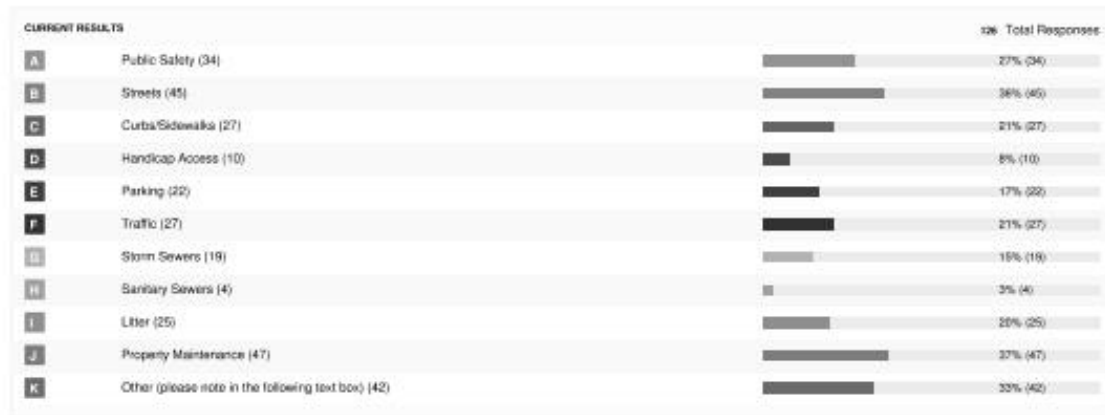 CURRENT RESULTS 126 Total Responses
A Public Safety (34) 27% (34)
B Streets (45) 36% (45)
C Curbs/Sidewalks (27) 21% (27)
D Handicap Access (10) 8% (10)
E Parking (22) 17% (22)
F Traffic (27) 21% (27)
G Storm Sewers (19) 15% (19)
H Sanitary Sewers (4) 3% (4)
I Litter (25) 20% (25)
J Property Maintenance (47) 37% (47)
K Other (please note in the following text box) (42) 33% (42)